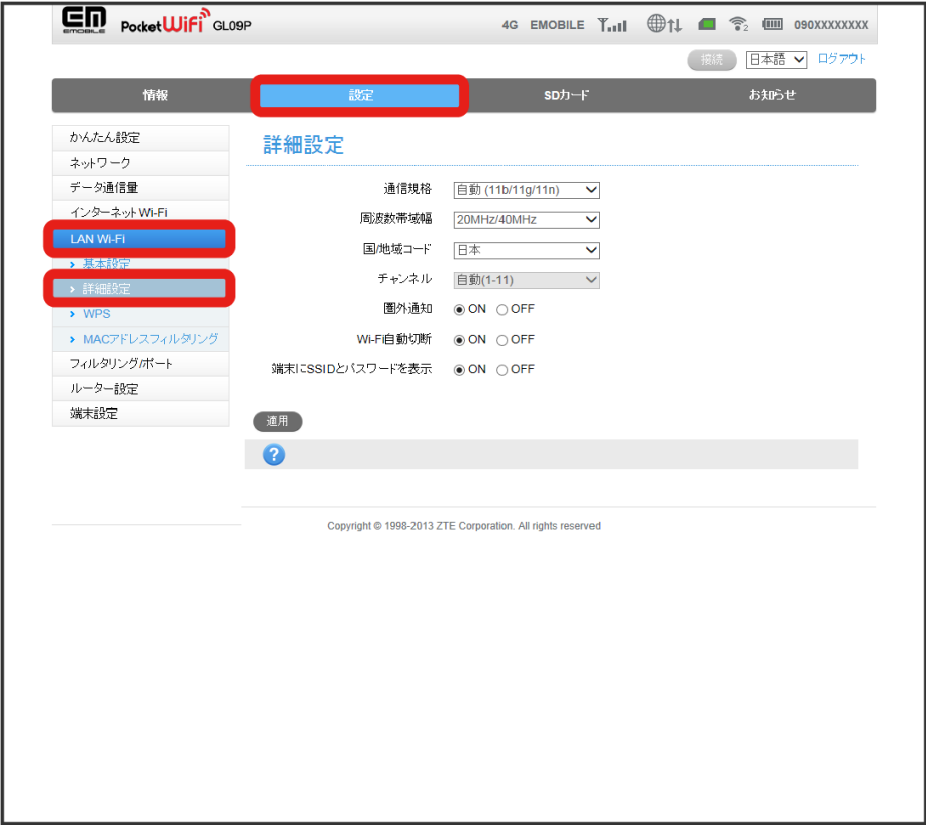 EM EMOBILE PocketWiFi GL09P 4G EMOBILE 2 090XXXXXXXX
接続 日本語 ログアウト
情報 設定 SDカード お知らせ
かんたん設定
ネットワーク
データ通信量
インターネットWi-Fi
LAN Wi-Fi
基本設定
詳細設定
WPS
MACアドレスフィルタリング
フィルタリング/ポート
ルーター設定
端末設定
詳細設定
通信規格 自動 (11b/11g/11n)
周波数帯域幅 20MHz/40MHz
国/地域コード 日本
チャンネル 自動(1-11)
圏外通知 ON OFF
Wi-Fi自動切断 ON OFF
端末にSSIDとパスワードを表示 ON OFF
適用
?
Copyright © 1998-2013 ZTE Corporation. All rights reserved